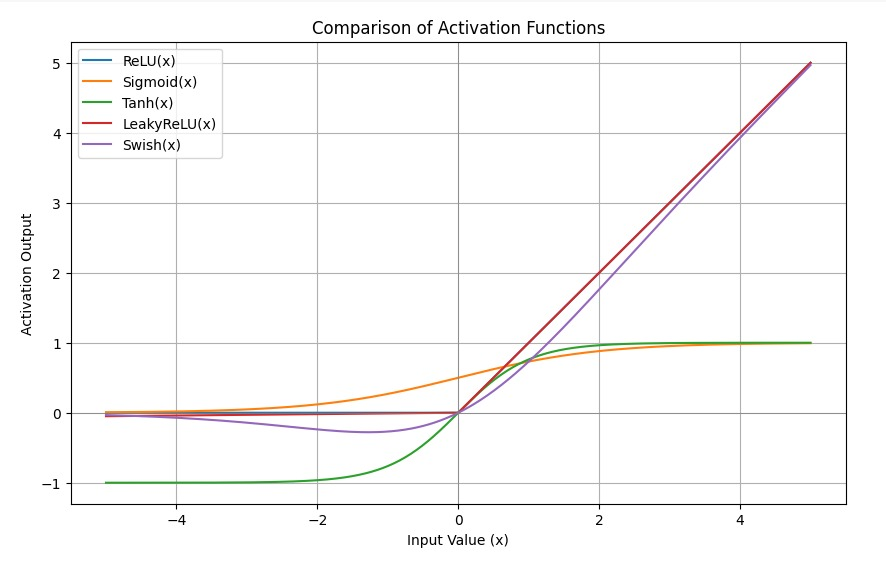 Comparison of Activation Functions
ReLU(x)
Sigmoid(x)
Tanh(x)
LeakyReLU(x)
Swish(x)
Activation Output
5
4
3
2
1
0
−1
−4
−2
0
2
4
Input Value (x)